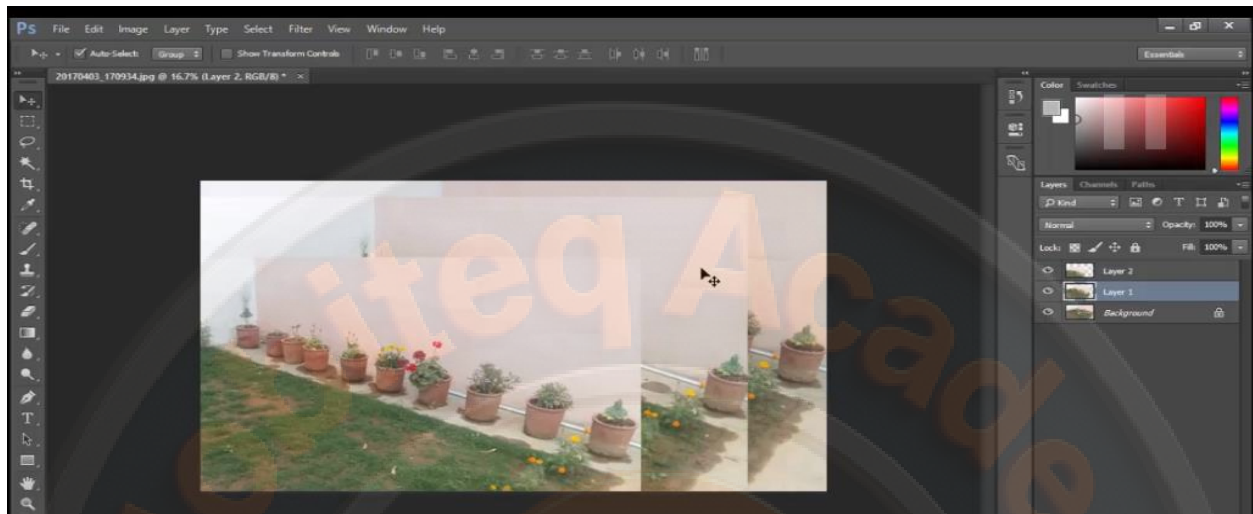 Ps File Edit Image Layer Type Select Filter View Window Help
Auto-Select: Group Show Transform Controls Essentials
20170403_170934.jpg @ 16.7% (Layer 2, RGB/8) * ×
Color Swatches
Layers Channels Paths
Kind
Normal Opacity: 100%
Lock: Fill: 100%
Layer 2
Layer 1
Background
iteq Acade